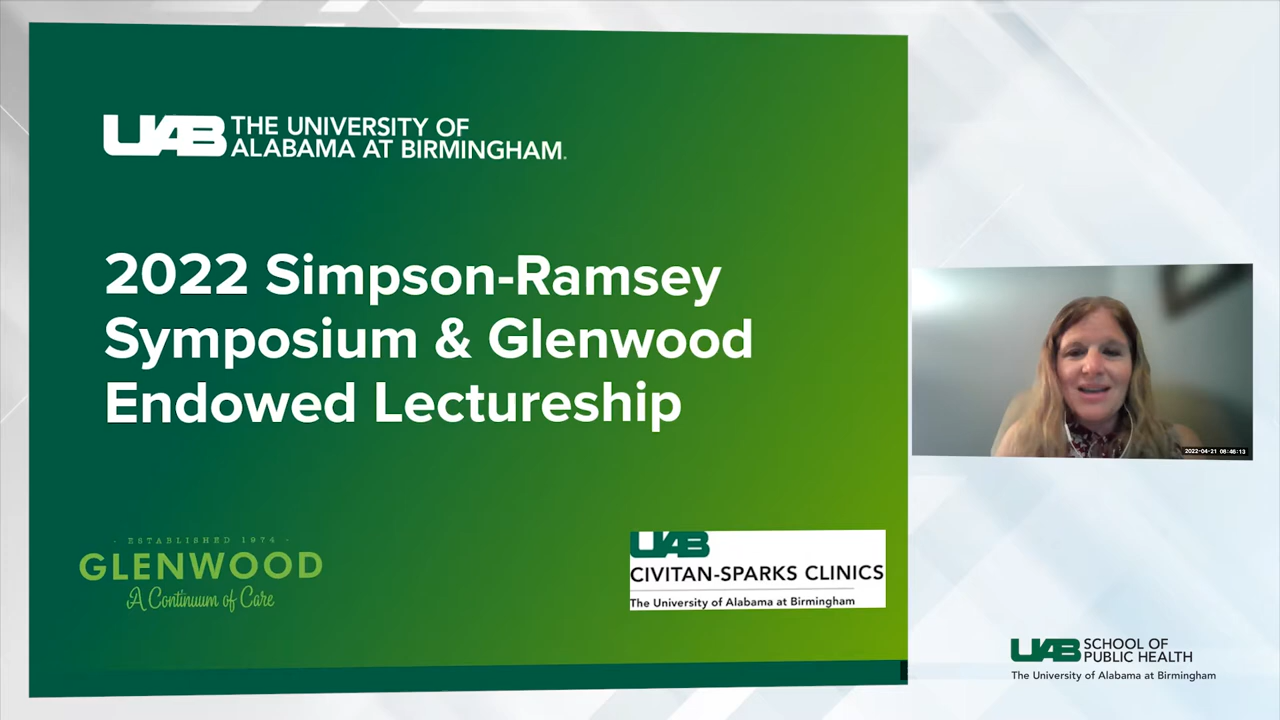 UAB THE UNIVERSITY OF
ALABAMA AT BIRMINGHAM.
2022 Simpson-Ramsey
Symposium & Glenwood
Endowed Lectureship
· ESTABLISHED 1974 ·
GLENWOOD
A Continuum of Care
UAB
CIVITAN-SPARKS CLINICS
The University of Alabama at Birmingham
2022-04-21 08:46:13
UAB SCHOOL OF
PUBLIC HEALTH
The University of Alabama at Birmingham